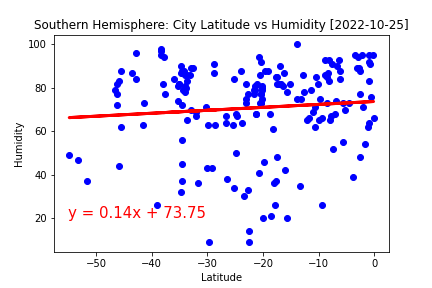 Southern Hemisphere: City Latitude vs Humidity [2022-10-25]
100
80
60
40
20
Humidity
y = 0.14x + 73.75
−50 −40 −30 −20 −10 0
Latitude